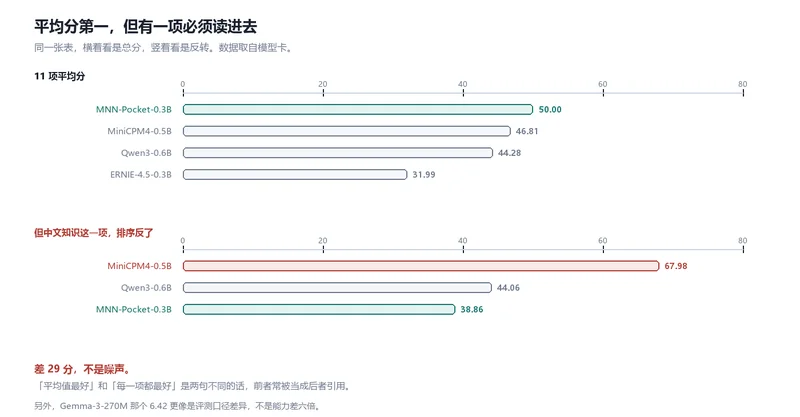 平均分第一，但有一项必须读进去
同一张表，横着看是总分，竖着看是反转。数据取自模型卡。
11 项平均分
0 20 40 60 80
MNN-Pocket-0.3B 50.00
MiniCPM4-0.5B 46.81
Qwen3-0.6B 44.28
ERNIE-4.5-0.3B 31.99
但中文知识这一项，排序反了
0 20 40 60 80
MiniCPM4-0.5B 67.98
Qwen3-0.6B 44.06
MNN-Pocket-0.3B 38.86
差 29 分，不是噪声。
「平均值最好」和「每一项都最好」是两句不同的话，前者常被当成后者引用。
另外，Gemma-3-270M 那个 6.42 更像是评测口径差异，不是能力差六倍。